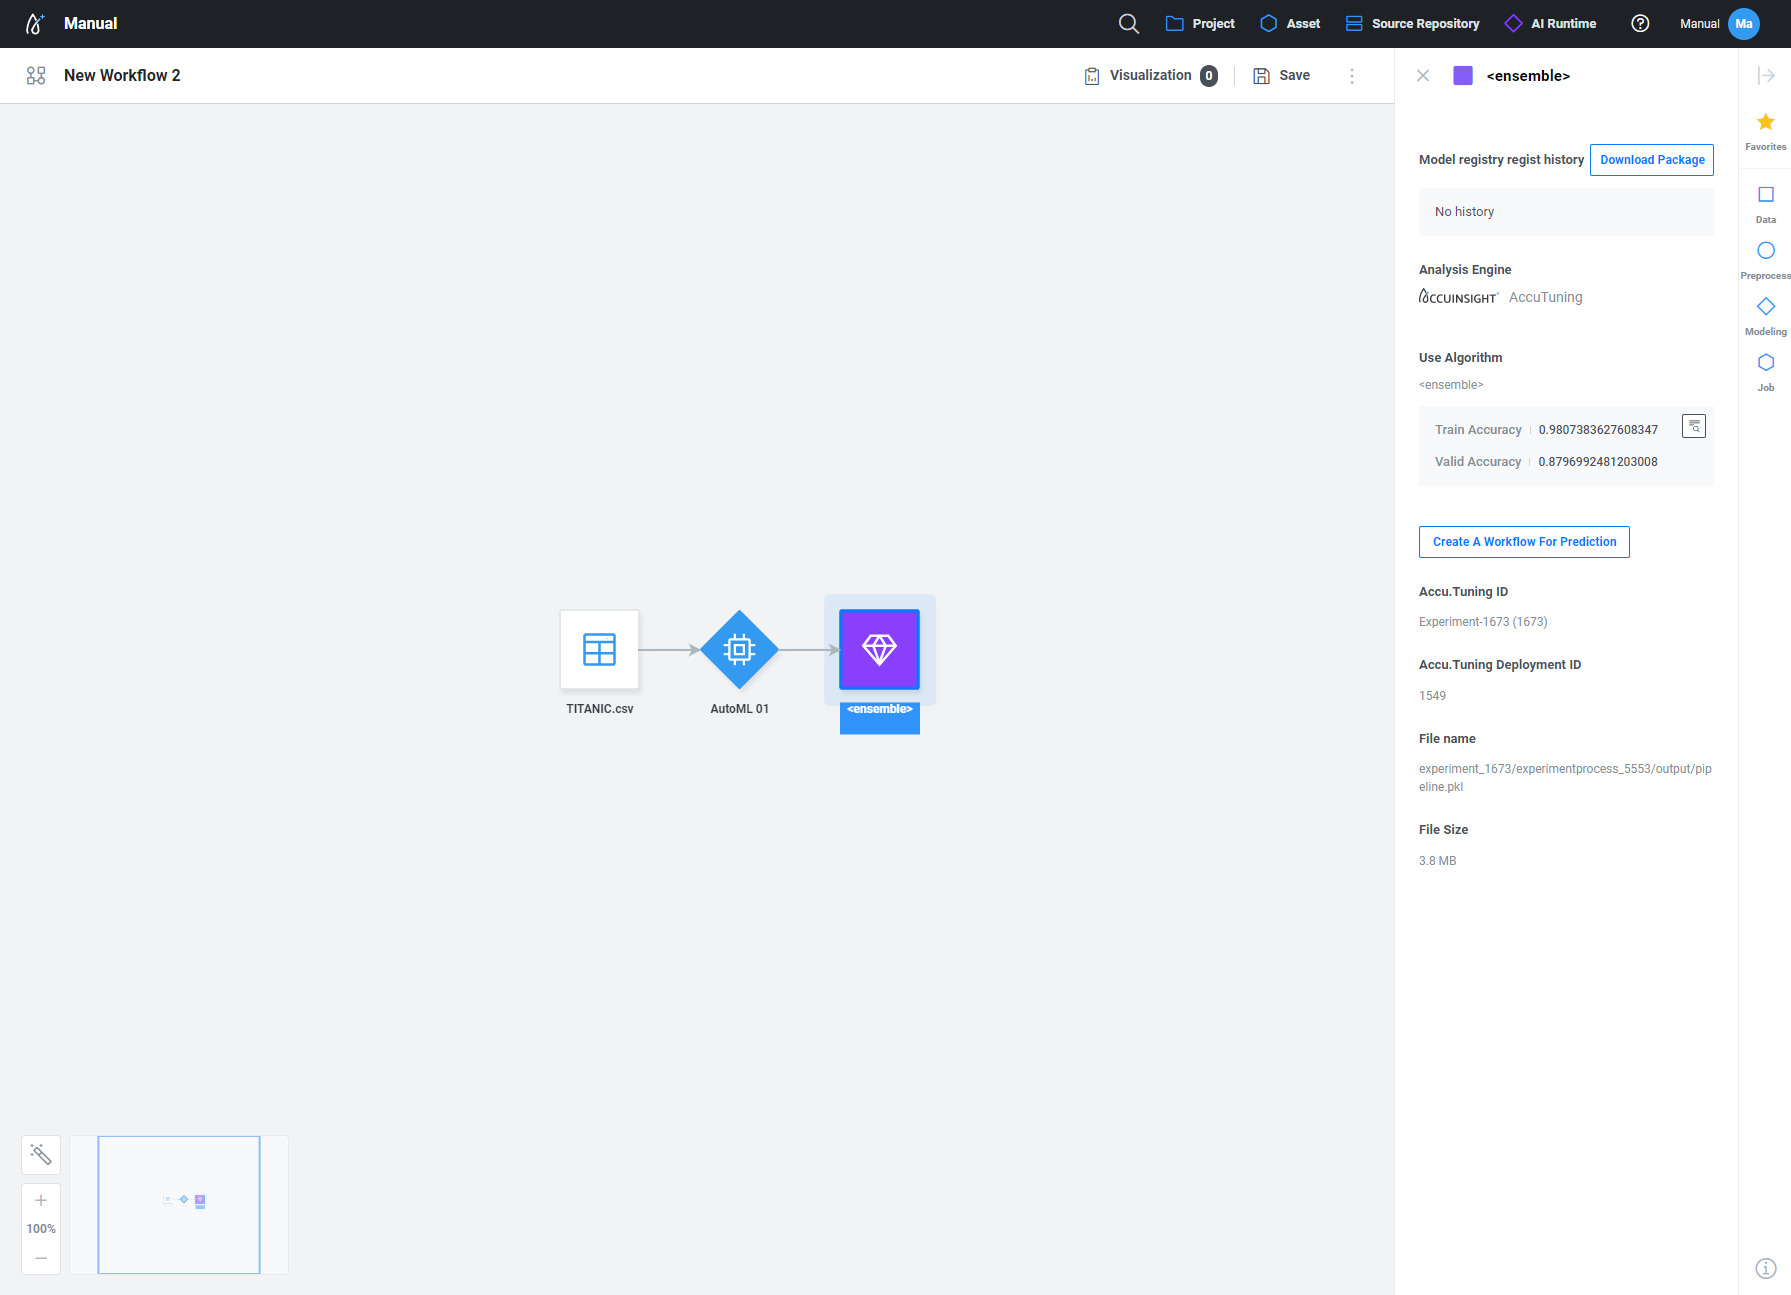 Manual
Project
Asset
Source Repository
AI Runtime
Manual
Ma
New Workflow 2
Visualization 0
Save
<ensemble>
Favorites
Data
Preprocess
Modeling
Job
Model registry regist history
Download Package
No history
Analysis Engine
ACCUINSIGHT+ AccuTuning
Use Algorithm
<ensemble>
Train Accuracy 0.9807383627608347
Valid Accuracy 0.8796992481203008
Create A Workflow For Prediction
Accu.Tuning ID
Experiment-1673 (1673)
Accu.Tuning Deployment ID
1549
File name
experiment_1673/experimentprocess_5553/output/pip
eline.pkl
File Size
3.8 MB
TITANIC.csv
AutoML 01
<ensemble>
100%